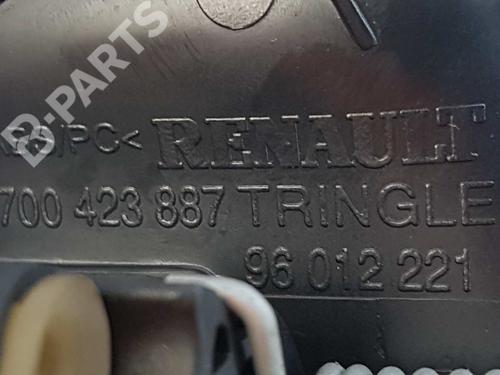 B-PARTS
/PC< RENAULT
700 423 887 TRINGLE
96 012 221